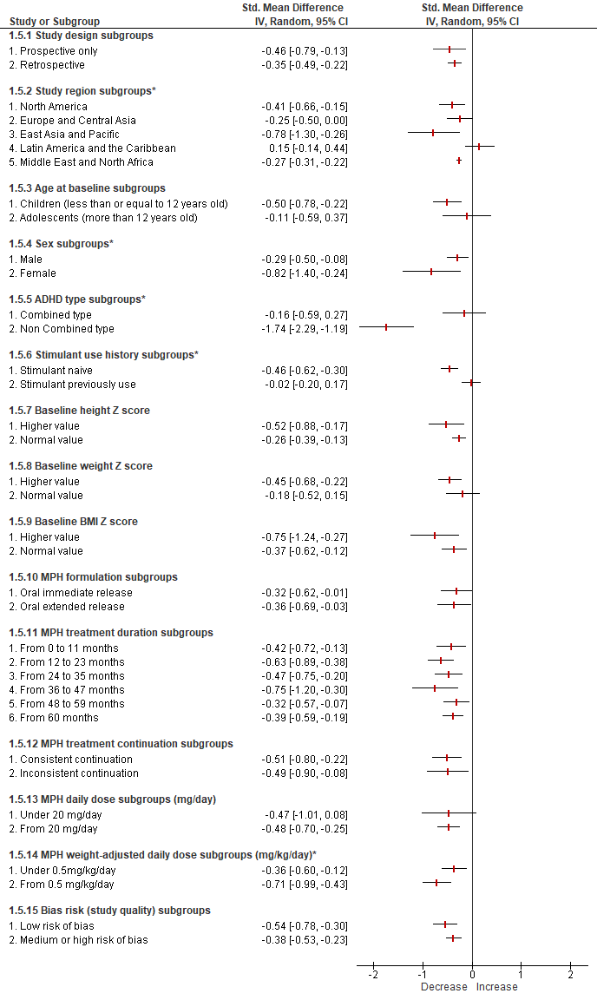 Std. Mean Difference Std. Mean Difference
Study or Subgroup IV, Random, 95% CI IV, Random, 95% CI
1.5.1 Study design subgroups
1. Prospective only -0.46 [-0.79, -0.13]
2. Retrospective -0.35 [-0.49, -0.22]
1.5.2 Study region subgroups*
1. North America -0.41 [-0.66, -0.15]
2. Europe and Central Asia -0.25 [-0.50, 0.00]
3. East Asia and Pacific -0.78 [-1.30, -0.26]
4. Latin America and the Caribbean 0.15 [-0.14, 0.44]
5. Middle East and North Africa -0.27 [-0.31, -0.22]
1.5.3 Age at baseline subgroups
1. Children (less than or equal to 12 years old) -0.50 [-0.78, -0.22]
2. Adolescents (more than 12 years old) -0.11 [-0.59, 0.37]
1.5.4 Sex subgroups*
1. Male -0.29 [-0.50, -0.08]
2. Female -0.82 [-1.40, -0.24]
1.5.5 ADHD type subgroups*
1. Combined type -0.16 [-0.59, 0.27]
2. Non Combined type -1.74 [-2.29, -1.19]
1.5.6 Stimulant use history subgroups*
1. Stimulant naive -0.46 [-0.62, -0.30]
2. Stimulant previously use -0.02 [-0.20, 0.17]
1.5.7 Baseline height Z score
1. Higher value -0.52 [-0.88, -0.17]
2. Normal value -0.26 [-0.39, -0.13]
1.5.8 Baseline weight Z score
1. Higher value -0.45 [-0.68, -0.22]
2. Normal value -0.18 [-0.52, 0.15]
1.5.9 Baseline BMI Z score
1. Higher value -0.75 [-1.24, -0.27]
2. Normal value -0.37 [-0.62, -0.12]
1.5.10 MPH formulation subgroups
1. Oral immediate release -0.32 [-0.62, -0.01]
2. Oral extended release -0.36 [-0.69, -0.03]
1.5.11 MPH treatment duration subgroups
1. From 0 to 11 months -0.42 [-0.72, -0.13]
2. From 12 to 23 months -0.63 [-0.89, -0.38]
3. From 24 to 35 months -0.47 [-0.75, -0.20]
4. From 36 to 47 months -0.75 [-1.20, -0.30]
5. From 48 to 59 months -0.32 [-0.57, -0.07]
6. From 60 months -0.39 [-0.59, -0.19]
1.5.12 MPH treatment continuation subgroups
1. Consistent continuation -0.51 [-0.80, -0.22]
2. Inconsistent continuation -0.49 [-0.90, -0.08]
1.5.13 MPH daily dose subgroups (mg/day)
1. Under 20 mg/day -0.47 [-1.01, 0.08]
2. From 20 mg/day -0.48 [-0.70, -0.25]
1.5.14 MPH weight-adjusted daily dose subgroups (mg/kg/day)*
1. Under 0.5mg/kg/day -0.36 [-0.60, -0.12]
2. From 0.5 mg/kg/day -0.71 [-0.99, -0.43]
1.5.15 Bias risk (study quality) subgroups
1. Low risk of bias -0.54 [-0.78, -0.30]
2. Medium or high risk of bias -0.38 [-0.53, -0.23]
-2 -1 0 1 2
Decrease Increase